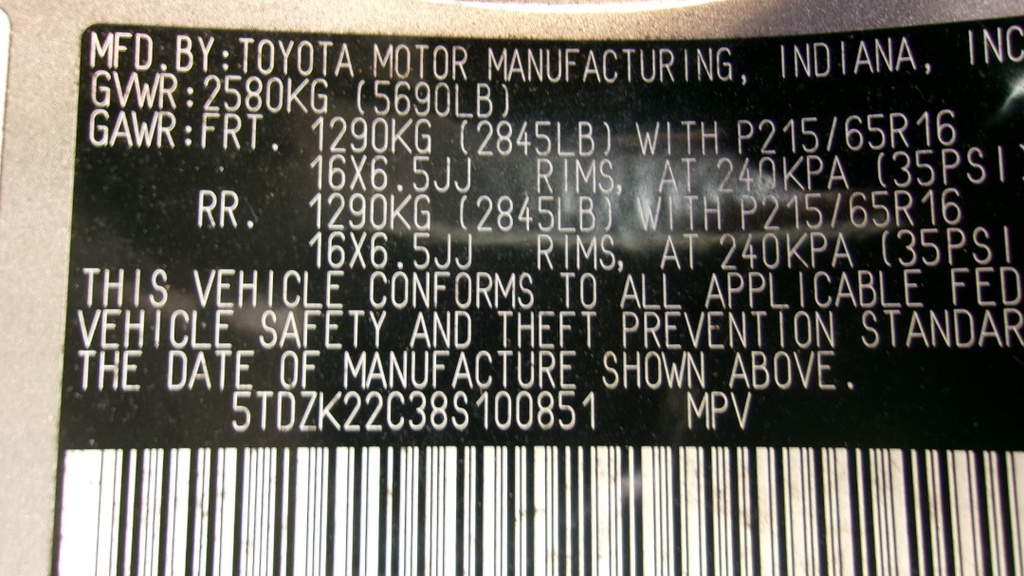 MFD.BY:TOYOTA MOTOR MANUFACTURING, INDIANA, INC
GVWR:2580KG (5690LB)
GAWR:FRT. 1290KG (2845LB) WITH P215/65R16
16X6.5JJ RIMS, AT 240KPA (35PSI)
RR. 1290KG (2845LB) WITH P215/65R16
16X6.5JJ RIMS, AT 240KPA (35PSI
THIS VEHICLE CONFORMS TO ALL APPLICABLE FED
VEHICLE SAFETY AND THEFT PREVENTION STANDAR
THE DATE OF MANUFACTURE SHOWN ABOVE.
5TDZK22C38S100851 MPV